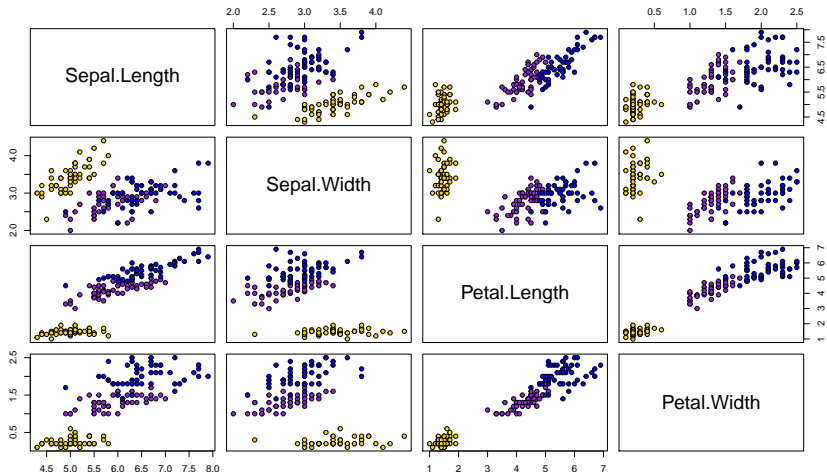 2.0 2.5 3.0 3.5 4.0
0.5 1.0 1.5 2.0 2.5
Sepal.Length
4.5 5.5 6.5 7.5
2.0 3.0 4.0
Sepal.Width
Petal.Length
1 2 3 4 5 6 7
0.5 1.5 2.5
Petal.Width
4.5 5.0 5.5 6.0 6.5 7.0 7.5 8.0
1 2 3 4 5 6 7